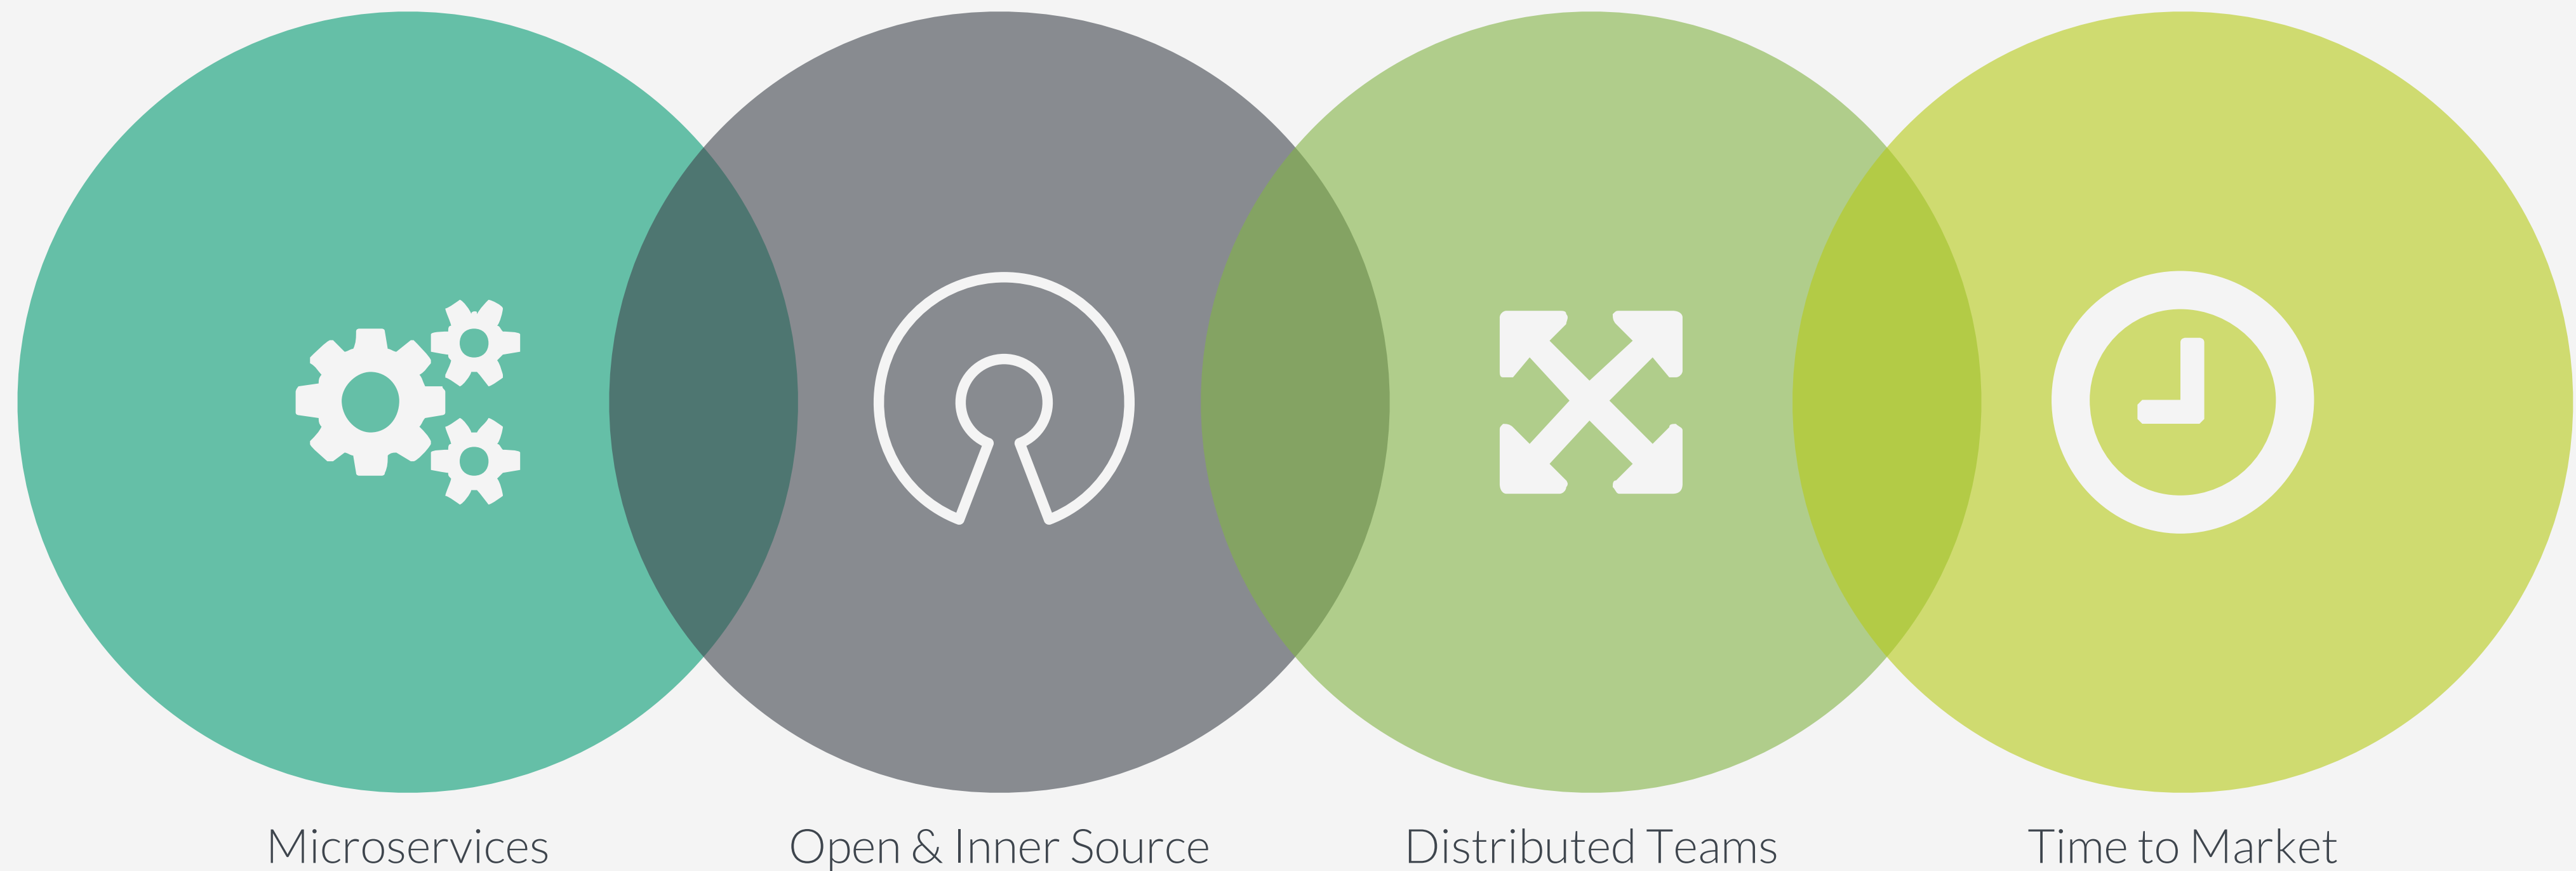 Microservices
Open & Inner Source
Distributed Teams
Time to Market